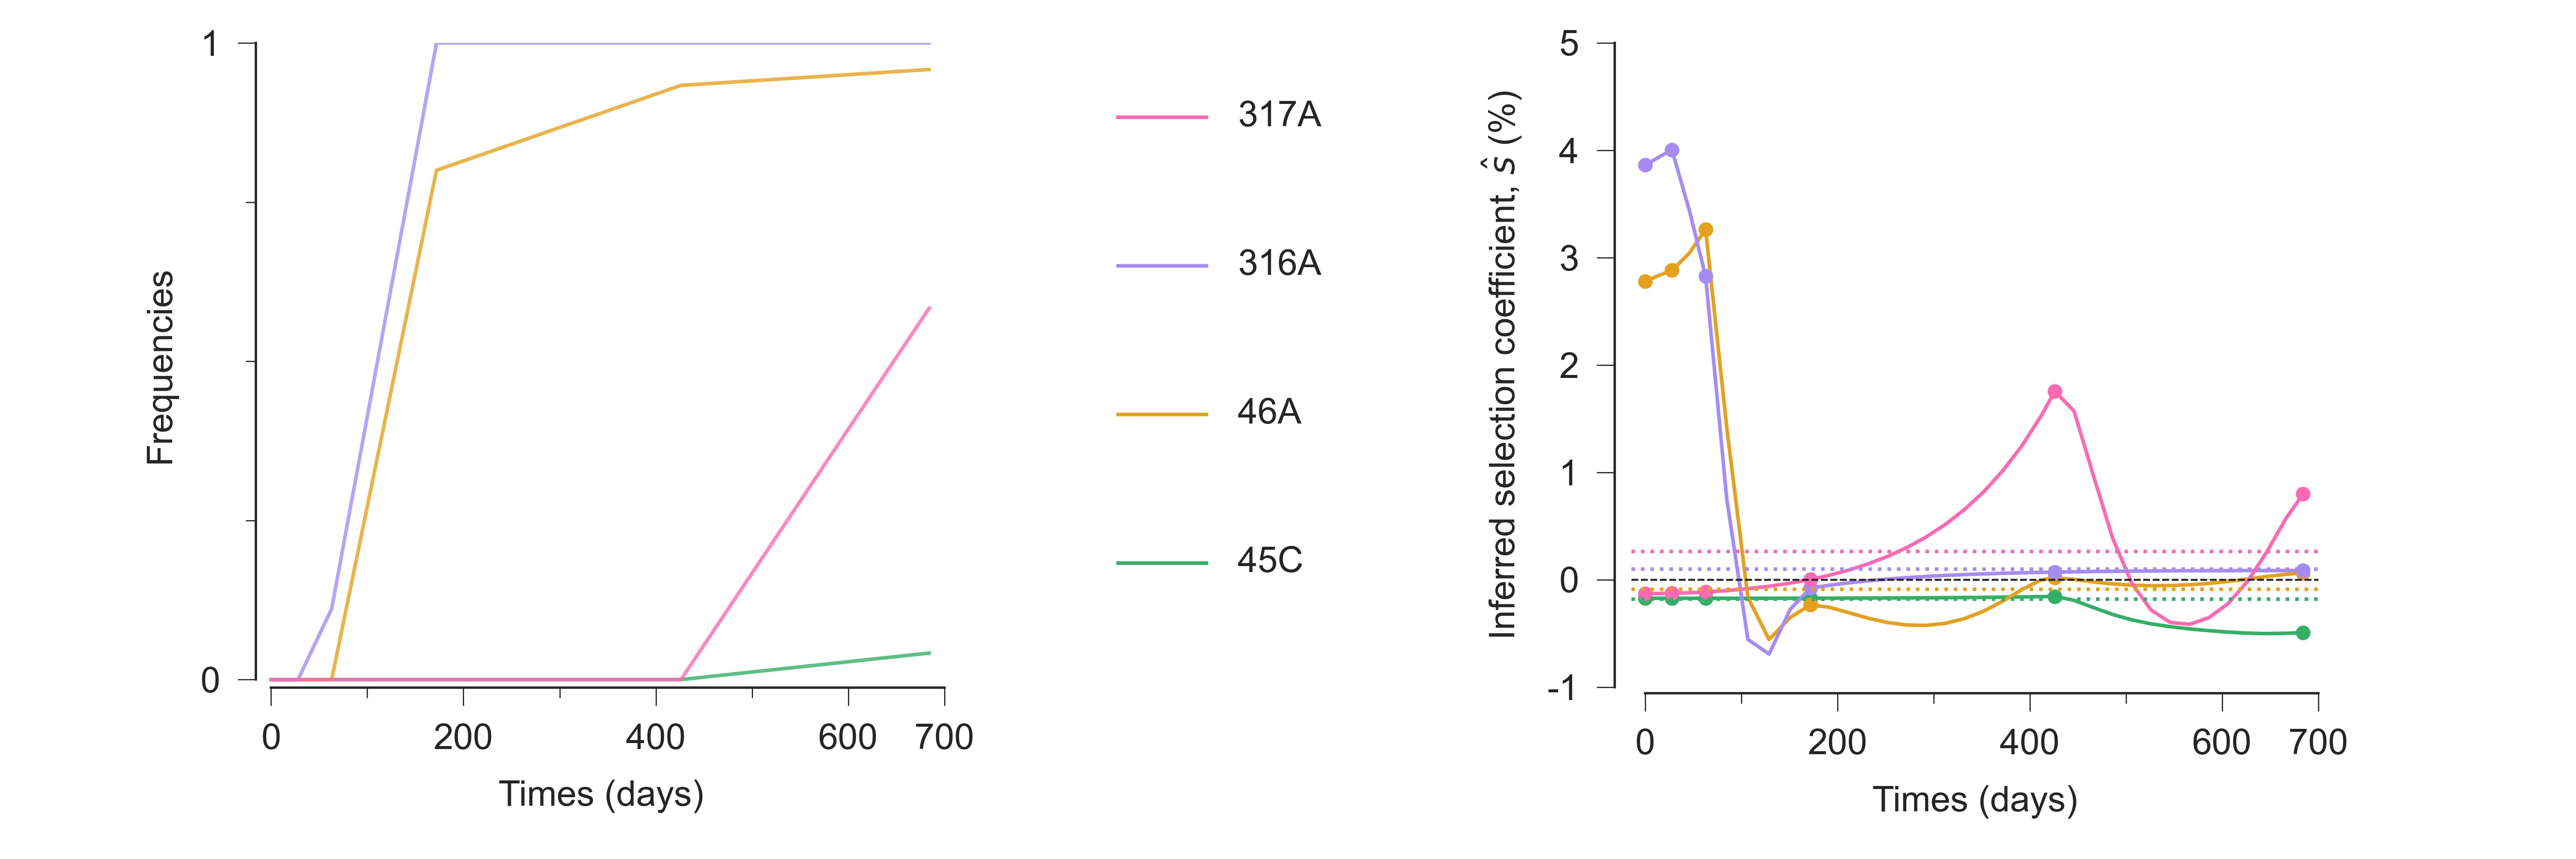 1
0
Frequencies
0 200 400 600 700
Times (days)
317A
316A
46A
45C
5
4
3
2
1
0
-1
Inferred selection coefficient, ŝ (%)
0 200 400 600 700
Times (days)